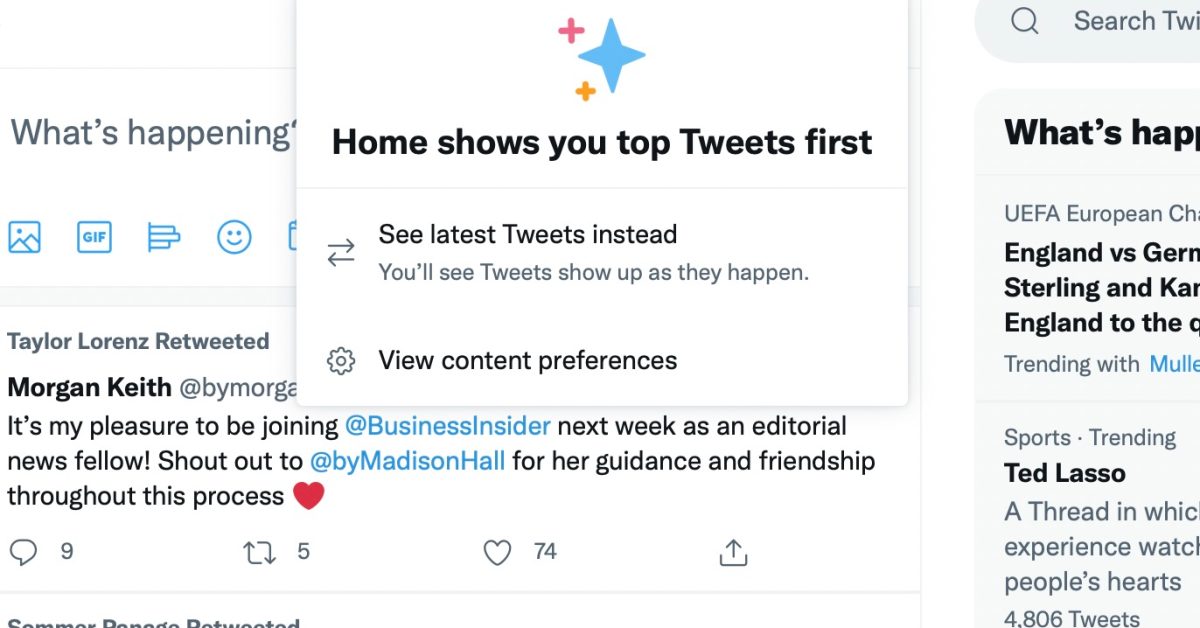 Search Twi
What's happening?
Home shows you top Tweets first
GIF
See latest Tweets instead
You'll see Tweets show up as they happen.
View content preferences
Taylor Lorenz Retweeted
Morgan Keith @bymorga
It's my pleasure to be joining @BusinessInsider next week as an editorial
news fellow! Shout out to @byMadisonHall for her guidance and friendship
throughout this process ❤️
9 5 74
Retweeted
What's happ
UEFA European Cha
England vs Germ
Sterling and Kan
England to the q
Trending with Mulle
Sports · Trending
Ted Lasso
A Thread in which
experience watch
people's hearts
4,806 Tweets